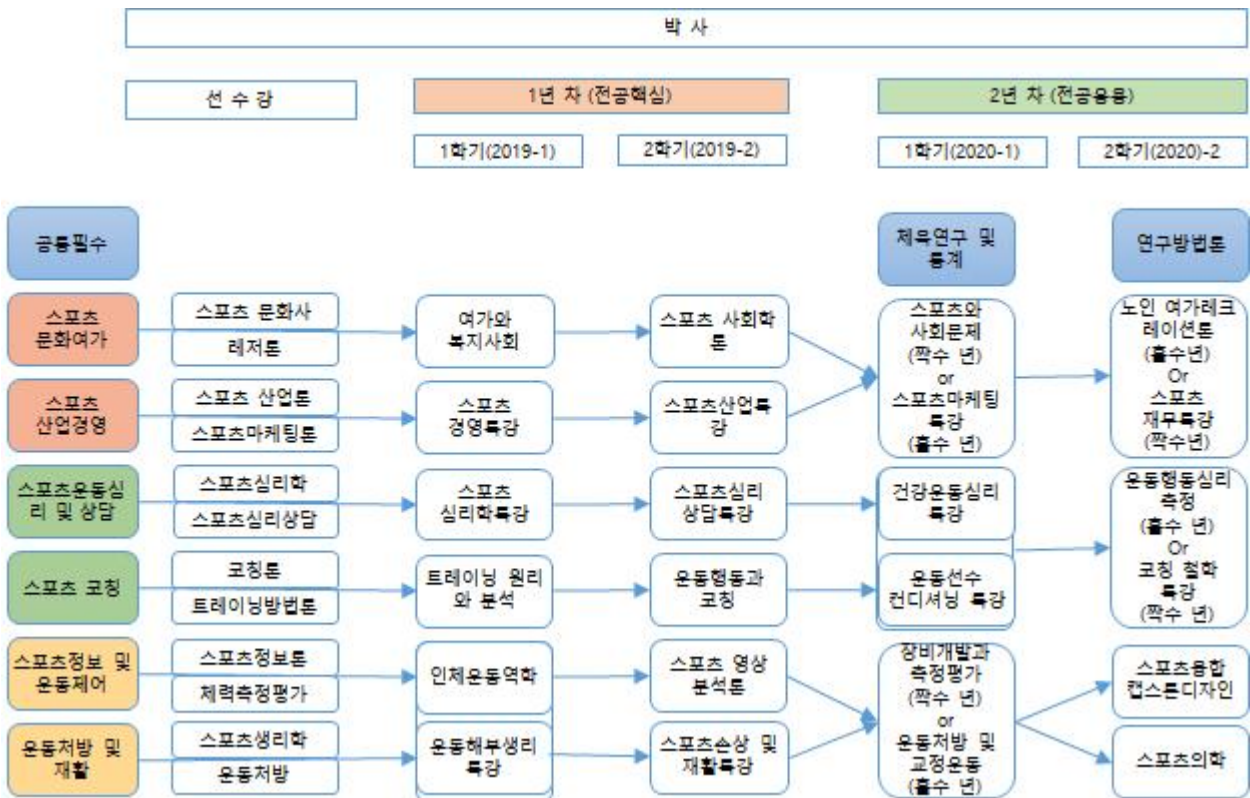 박 사
선 수 강
1년 차 (전공핵심)
2년 차 (전공응용)
1학기(2019-1)
2학기(2019-2)
1학기(2020-1)
2학기(2020)-2
공통필수
체육연구 및
통계
연구방법론
스포츠
문화여가
스포츠 문화사
레저론
여가와
복지사회
스포츠 사회학
론
스포츠와
사회문제
(짝수 년)
or
스포츠마케팅
특강
(홀수 년)
노인 여가레크
레이션론
(홀수년)
Or
스포츠
재무특강
(짝수년)
스포츠
산업경영
스포츠 산업론
스포츠마케팅론
스포츠
경영특강
스포츠산업특
강
스포츠운동심
리 및 상담
스포츠심리학
스포츠심리상담
스포츠
심리학특강
스포츠심리
상담특강
건강운동심리
특강
운동행동심리
측정
(홀수 년)
Or
코칭 철학
특강
(짝수 년)
스포츠 코칭
코칭론
트레이닝방법론
트레이닝 원리
와 분석
운동행동과
코칭
운동선수
컨디셔닝 특강
스포츠정보 및
운동제어
스포츠정보론
체력측정평가
인체운동역학
스포츠 영상
분석론
장비개발과
측정평가
(짝수 년)
or
운동처방 및
교정운동
(홀수 년)
스포츠융합
캡스톤디자인
운동처방 및
재활
스포츠생리학
운동처방
운동해부생리
특강
스포츠손상 및
재활특강
스포츠의학